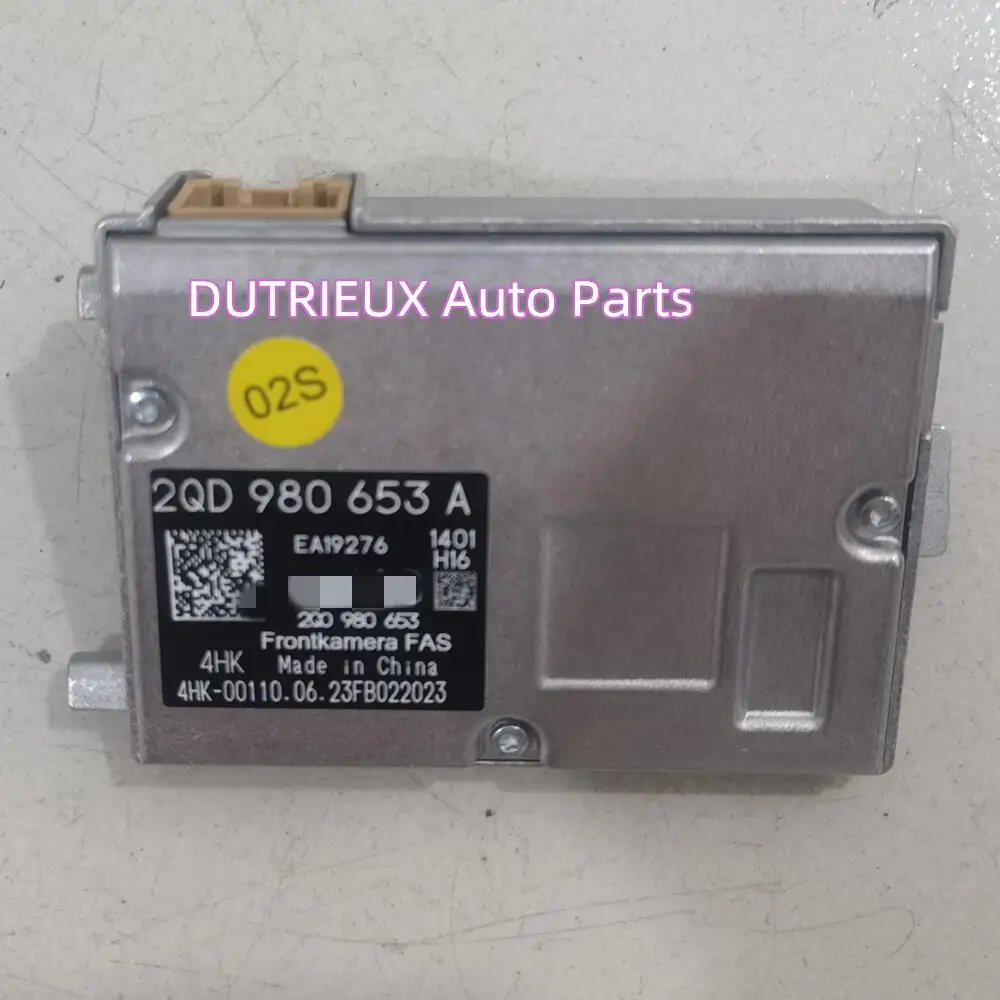 DUTRIEUX Auto Parts
02S
2QD 980 653 A
EA19276
1401
H16
2QD 980 653
Frontkamera FAS
4HK Made in China
4HK-00110.06.23FB022023